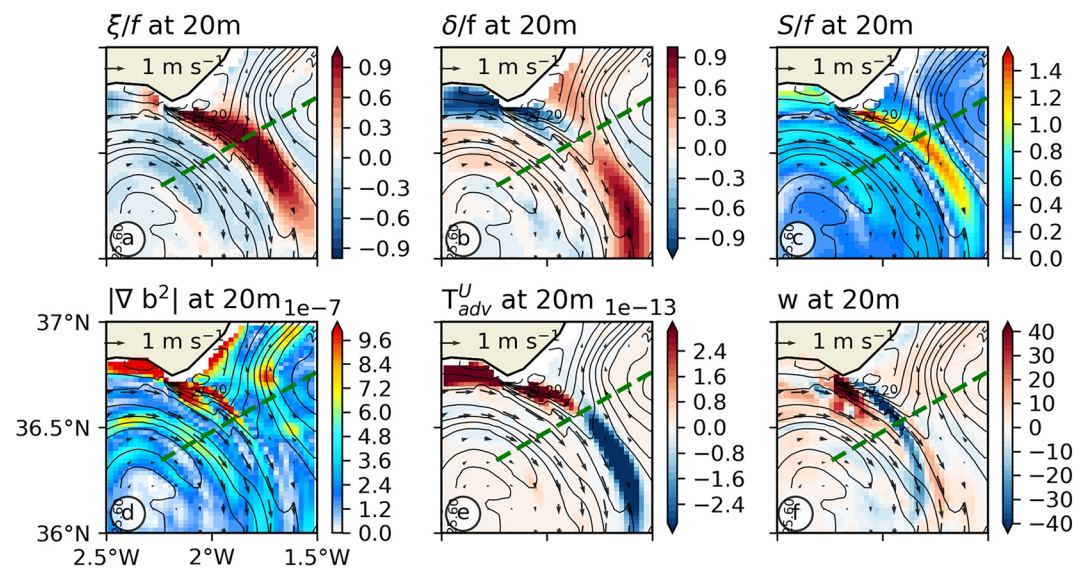 ξ/f at 20m
δ/f at 20m
S/f at 20m
1 m s⁻¹
1 m s⁻¹
1 m s⁻¹
27.20
27.20
a
b
c
0.9
0.6
0.3
0.0
−0.3
−0.6
−0.9
0.9
0.6
0.3
0.0
−0.3
−0.6
−0.9
1.4
1.2
1.0
0.8
0.6
0.4
0.2
0.0
|∇ b²| at 20m
1e−7
T_adv^U at 20m
1e−13
w at 20m
1 m s⁻¹
1 m s⁻¹
1 m s⁻¹
d
e
f
37°N
36.5°N
36°N
2.5°W
2°W
1.5°W
9.6
8.4
7.2
6.0
4.8
3.6
2.4
1.2
0.0
2.4
1.6
0.8
0.0
−0.8
−1.6
−2.4
40
30
20
10
0
−10
−20
−30
−40